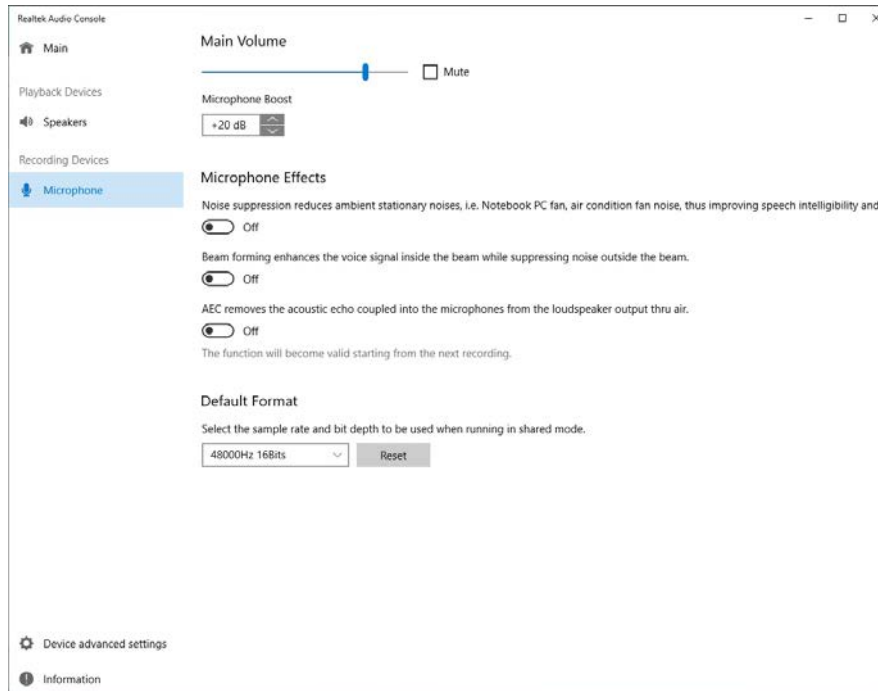 Realtek Audio Console
Main
Playback Devices
Speakers
Recording Devices
Microphone
Device advanced settings
Information
Main Volume
Mute
Microphone Boost
+20 dB
Microphone Effects
Noise suppression reduces ambient stationary noises, i.e. Notebook PC fan, air condition fan noise, thus improving speech intelligibility and
Off
Beam forming enhances the voice signal inside the beam while suppressing noise outside the beam.
Off
AEC removes the acoustic echo coupled into the microphones from the loudspeaker output thru air.
Off
The function will become valid starting from the next recording.
Default Format
Select the sample rate and bit depth to be used when running in shared mode.
48000Hz 16Bits
Reset